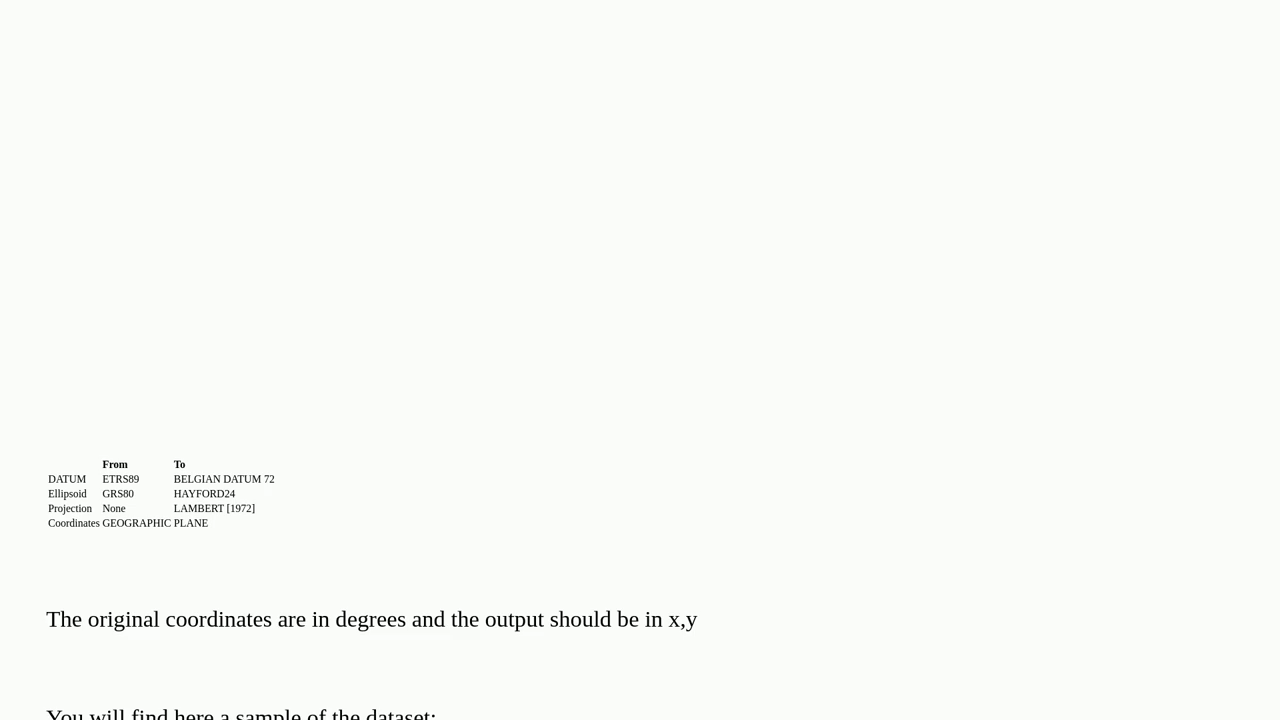 From To
DATUM ETRS89 BELGIAN DATUM 72
Ellipsoid GRS80 HAYFORD24
Projection None LAMBERT [1972]
Coordinates GEOGRAPHIC PLANE
The original coordinates are in degrees and the output should be in x,y
You will find here a sample of the dataset: